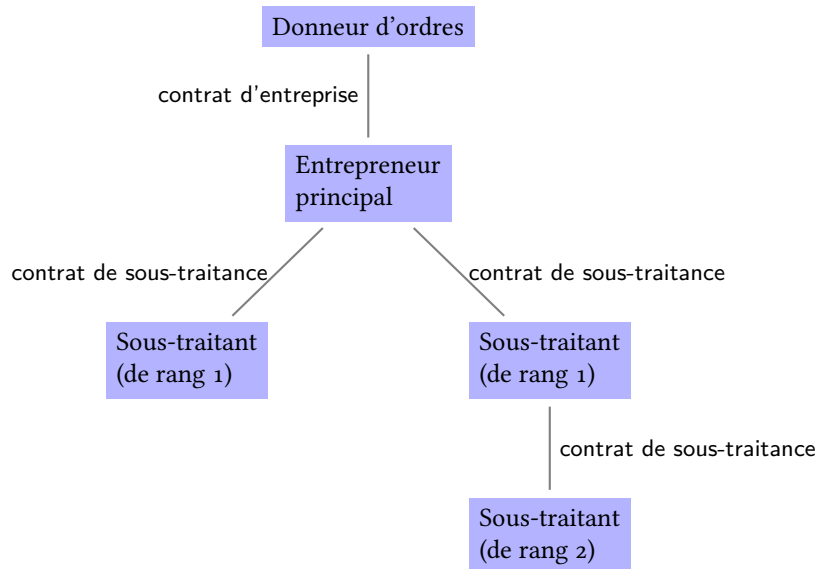 Donneur d'ordres
contrat d'entreprise
Entrepreneur
principal
contrat de sous-traitance
contrat de sous-traitance
Sous-traitant
(de rang 1)
Sous-traitant
(de rang 1)
contrat de sous-traitance
Sous-traitant
(de rang 2)